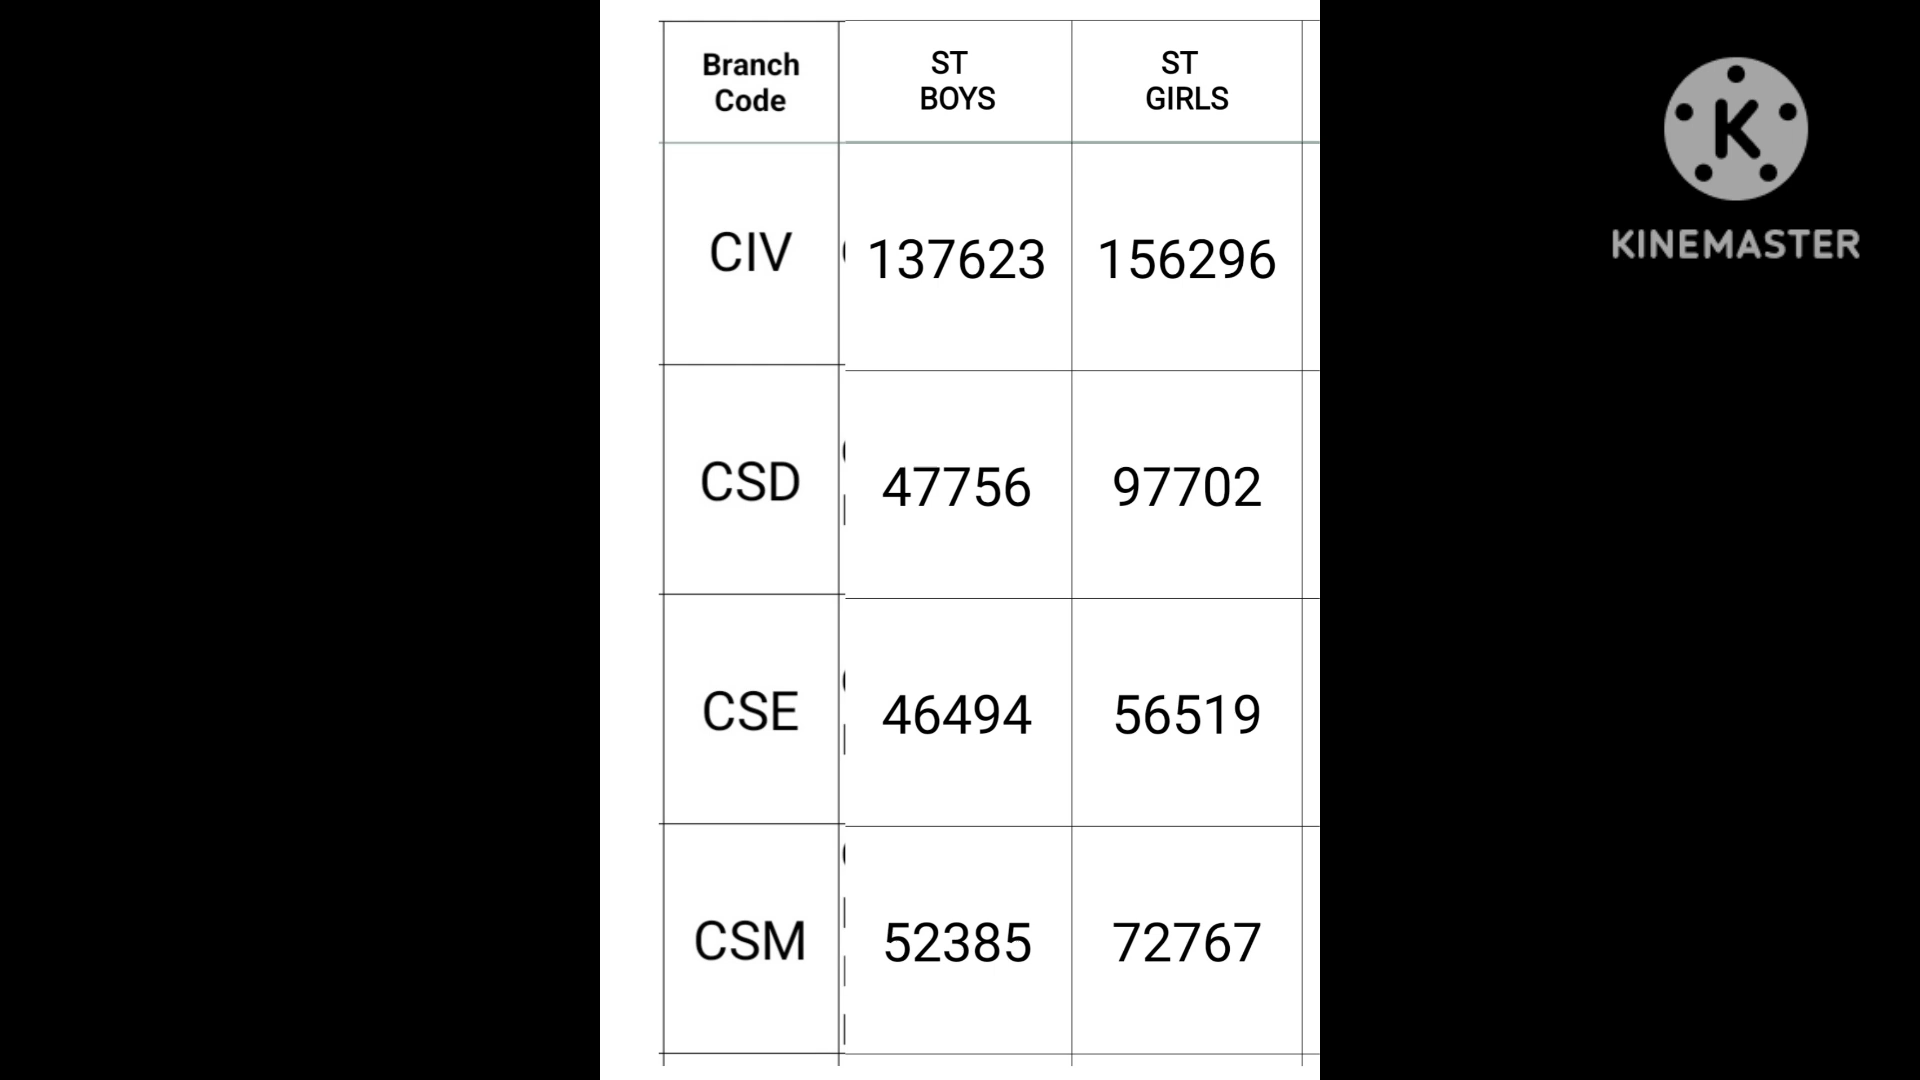 Branch Code ST BOYS ST GIRLS
CIV 137623 156296
CSD 47756 97702
CSE 46494 56519
CSM 52385 72767
K
KINEMASTER